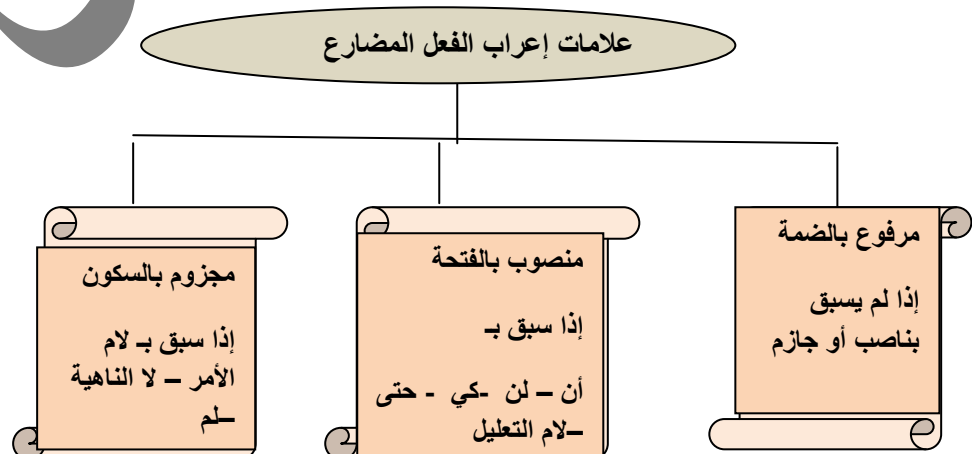 علامات إعراب الفعل المضارع
مرفوع بالضمة
إذا لم يسبق
بناصب أو جازم
منصوب بالفتحة
إذا سبق بـ
أن – لن -كي - حتى
–لام التعليل
مجزوم بالسكون
إذا سبق بـ لام
الأمر – لا الناهية
–لم